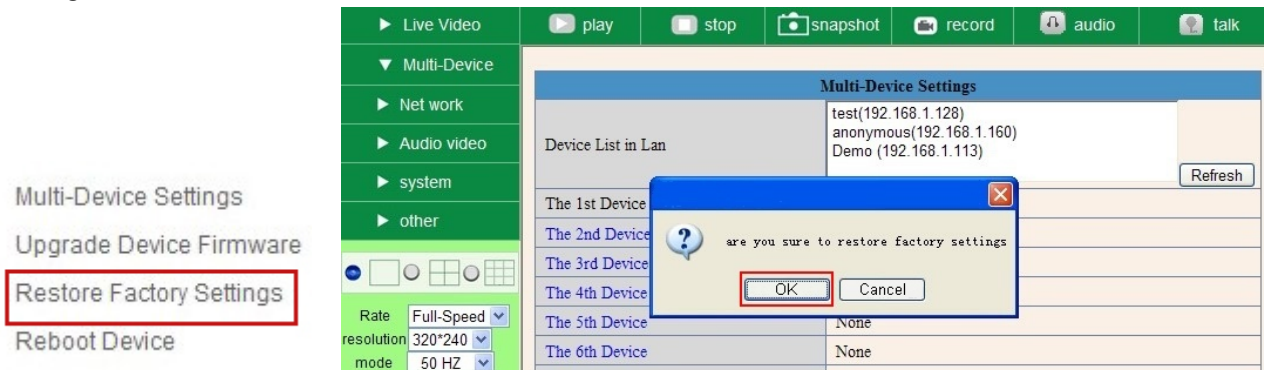 Multi-Device Settings
Upgrade Device Firmware
Restore Factory Settings
Reboot Device
Live Video
Multi-Device
Net work
Audio video
system
other
Rate Full-Speed
resolution 320*240
mode 50 HZ
play stop snapshot record audio talk
Multi-Device Settings
Device List in Lan
test(192.168.1.128)
anonymous(192.168.1.160)
Demo (192.168.1.113)
Refresh
The 1st Device
The 2nd Device
The 3rd Device
The 4th Device
The 5th Device None
The 6th Device None
are you sure to restore factory settings
OK Cancel